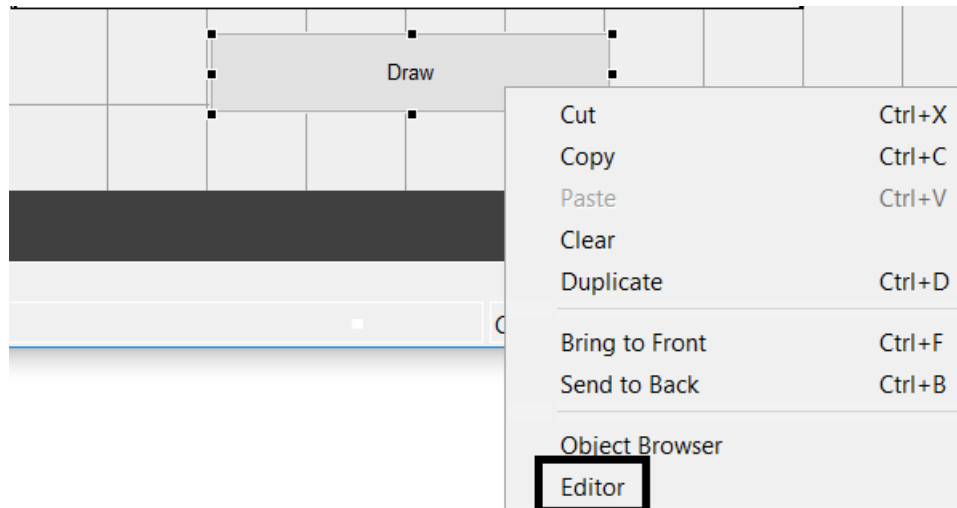 Draw
Cut Ctrl+X
Copy Ctrl+C
Paste Ctrl+V
Clear
Duplicate Ctrl+D
Bring to Front Ctrl+F
Send to Back Ctrl+B
Object Browser
Editor